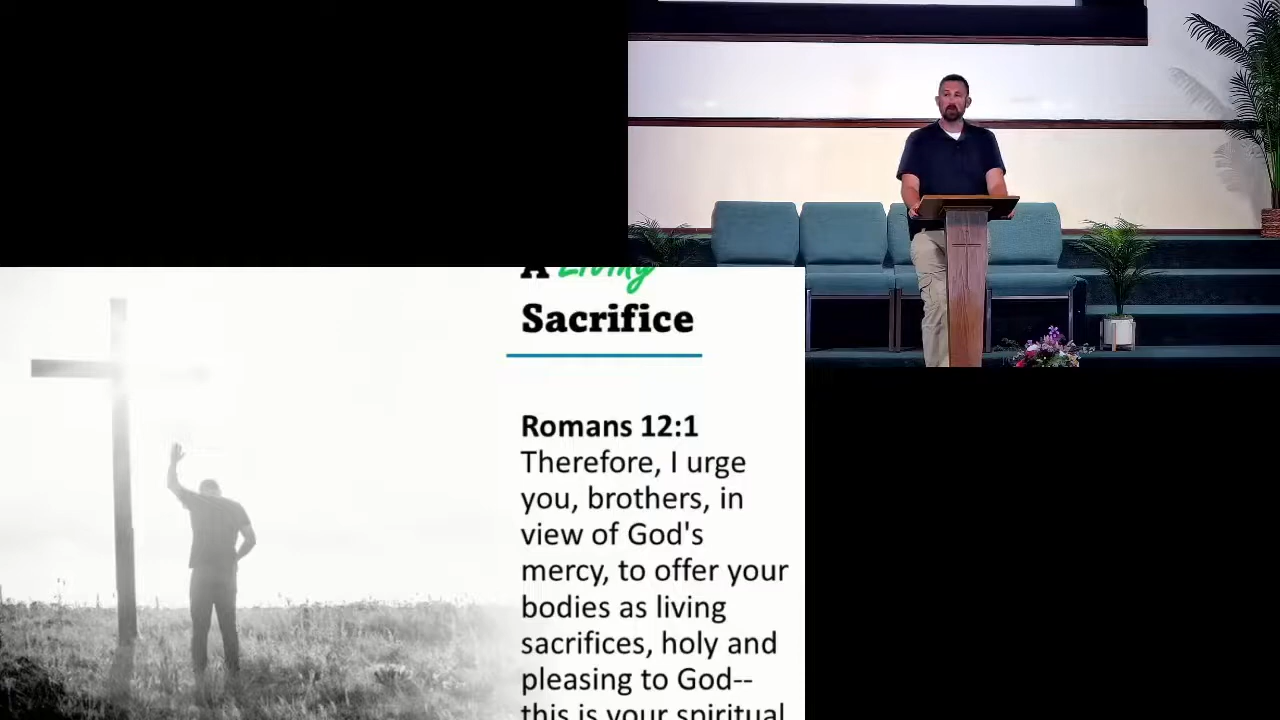 A Living
Sacrifice
Romans 12:1
Therefore, I urge
you, brothers, in
view of God's
mercy, to offer your
bodies as living
sacrifices, holy and
pleasing to God--
this is your spiritual